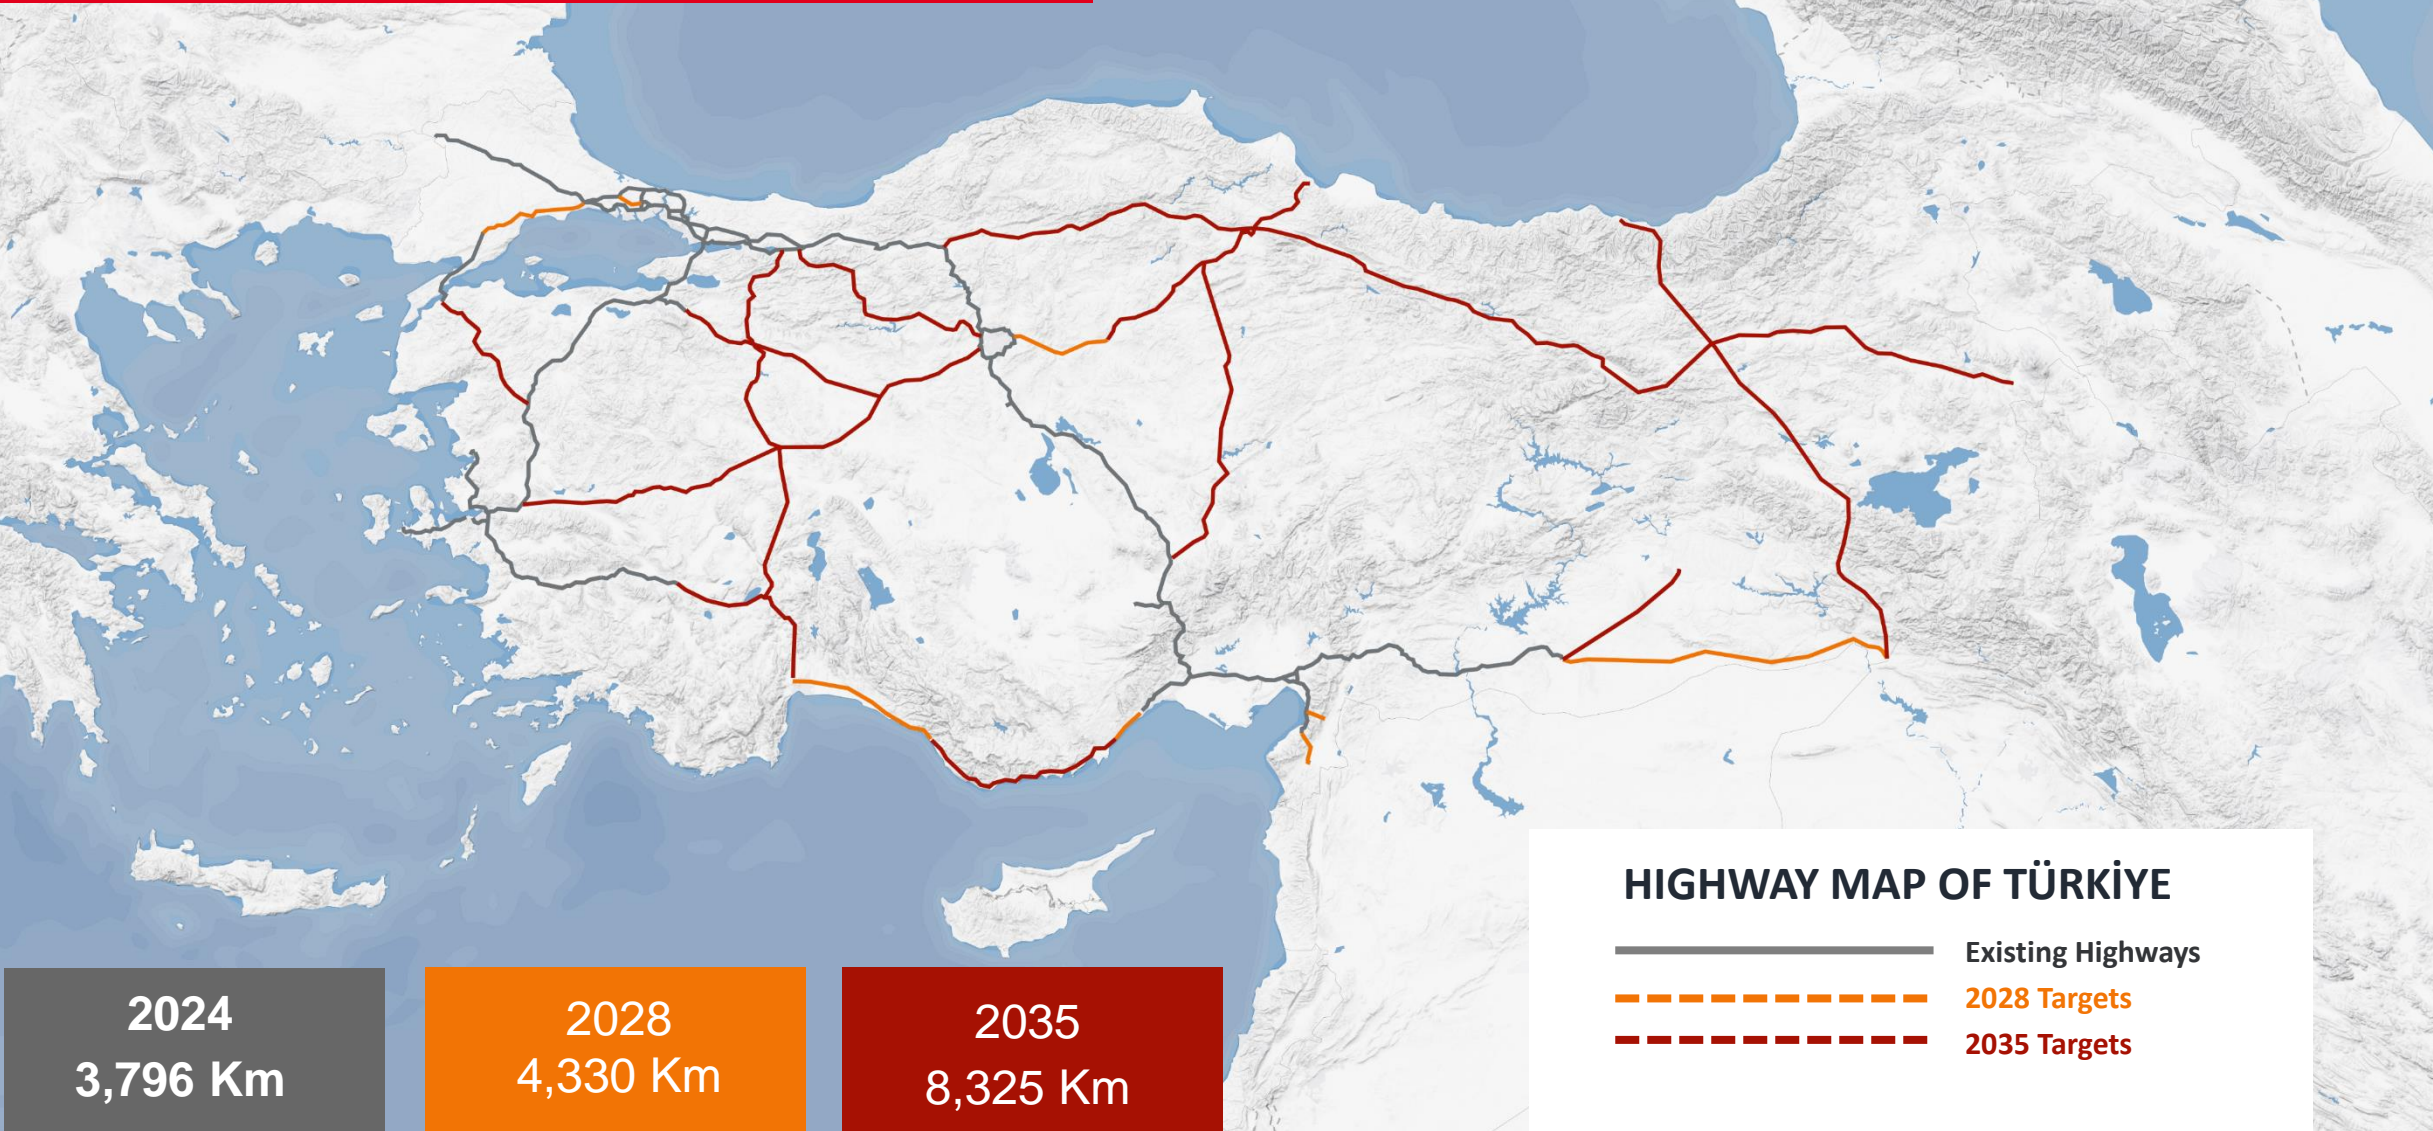 HIGHWAY MAP OF TÜRKİYE
Existing Highways
2028 Targets
2035 Targets
2024
3,796 Km
2028
4,330 Km
2035
8,325 Km